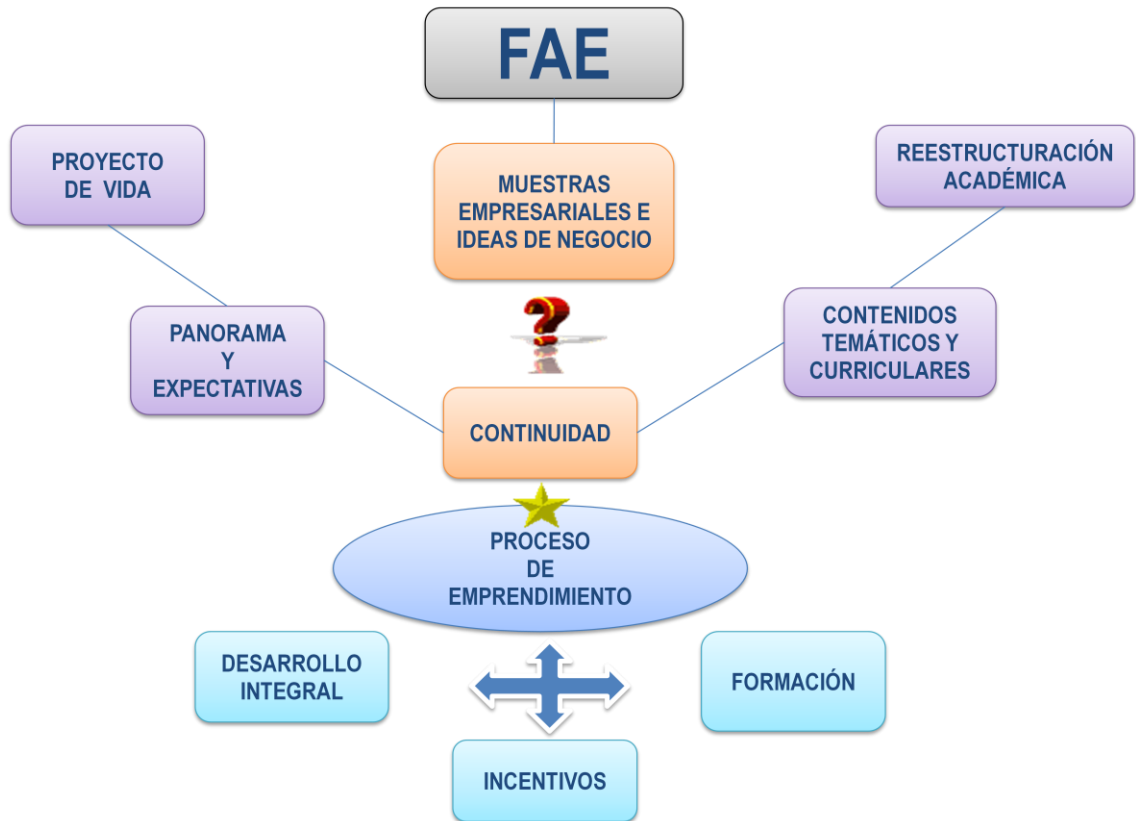 FAE
PROYECTO
DE VIDA
MUESTRAS
EMPRESARIALES E
IDEAS DE NEGOCIO
REESTRUCTURACIÓN
ACADÉMICA
PANORAMA
Y
EXPECTATIVAS
?
CONTENIDOS
TEMÁTICOS Y
CURRICULARES
CONTINUIDAD
PROCESO
DE
EMPRENDIMIENTO
DESARROLLO
INTEGRAL
FORMACIÓN
INCENTIVOS